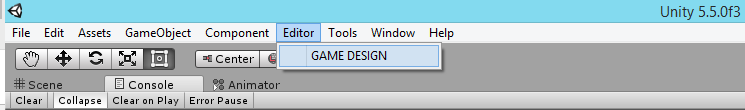 Unity 5.5.0f3
File Edit Assets GameObject Component Editor Tools Window Help
GAME DESIGN
Center
Scene Console Animator
Clear Collapse Clear on Play Error Pause